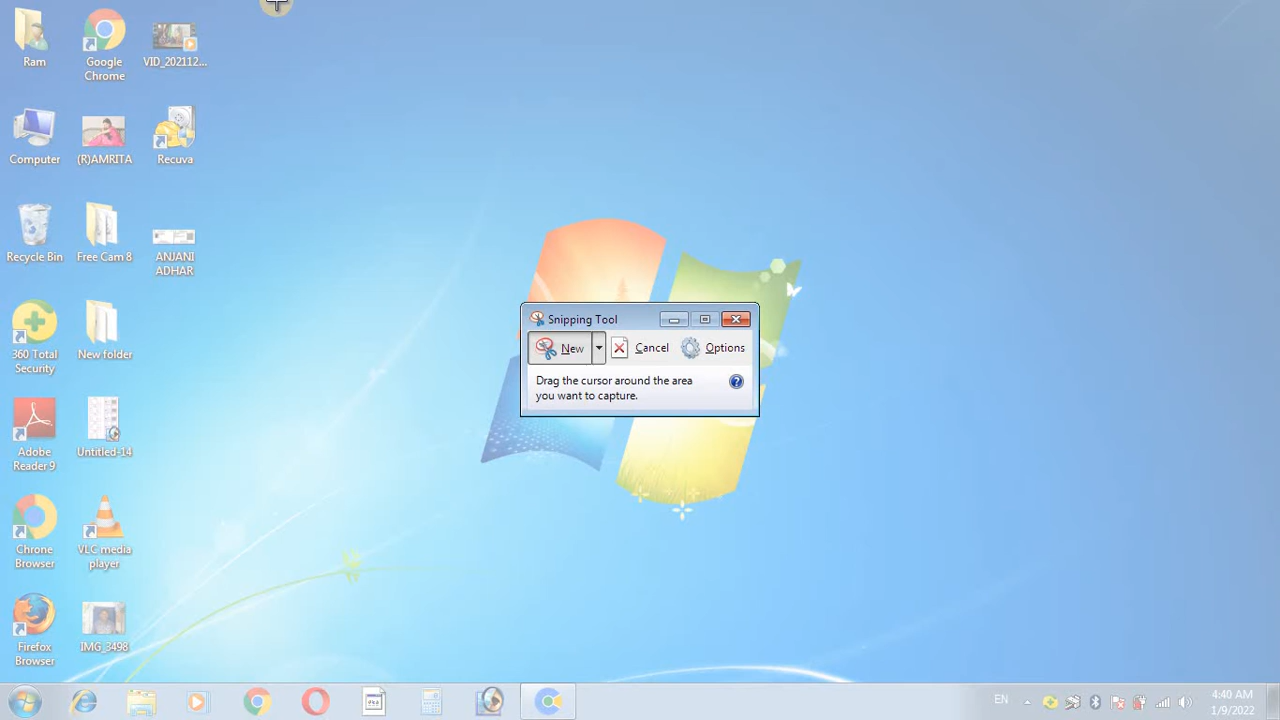 Ram
Google
Chrome
VID_202112...
Computer
(R)AMRITA
Recuva
Recycle Bin
Free Cam 8
ANJANI
ADHAR
360 Total
Security
New folder
Adobe
Reader 9
Untitled-14
Chrone
Browser
VLC media
player
Firefox
Browser
IMG_3498
Snipping Tool
New
Cancel
Options
Drag the cursor around the area
you want to capture.
EN
4:40 AM
1/9/2022